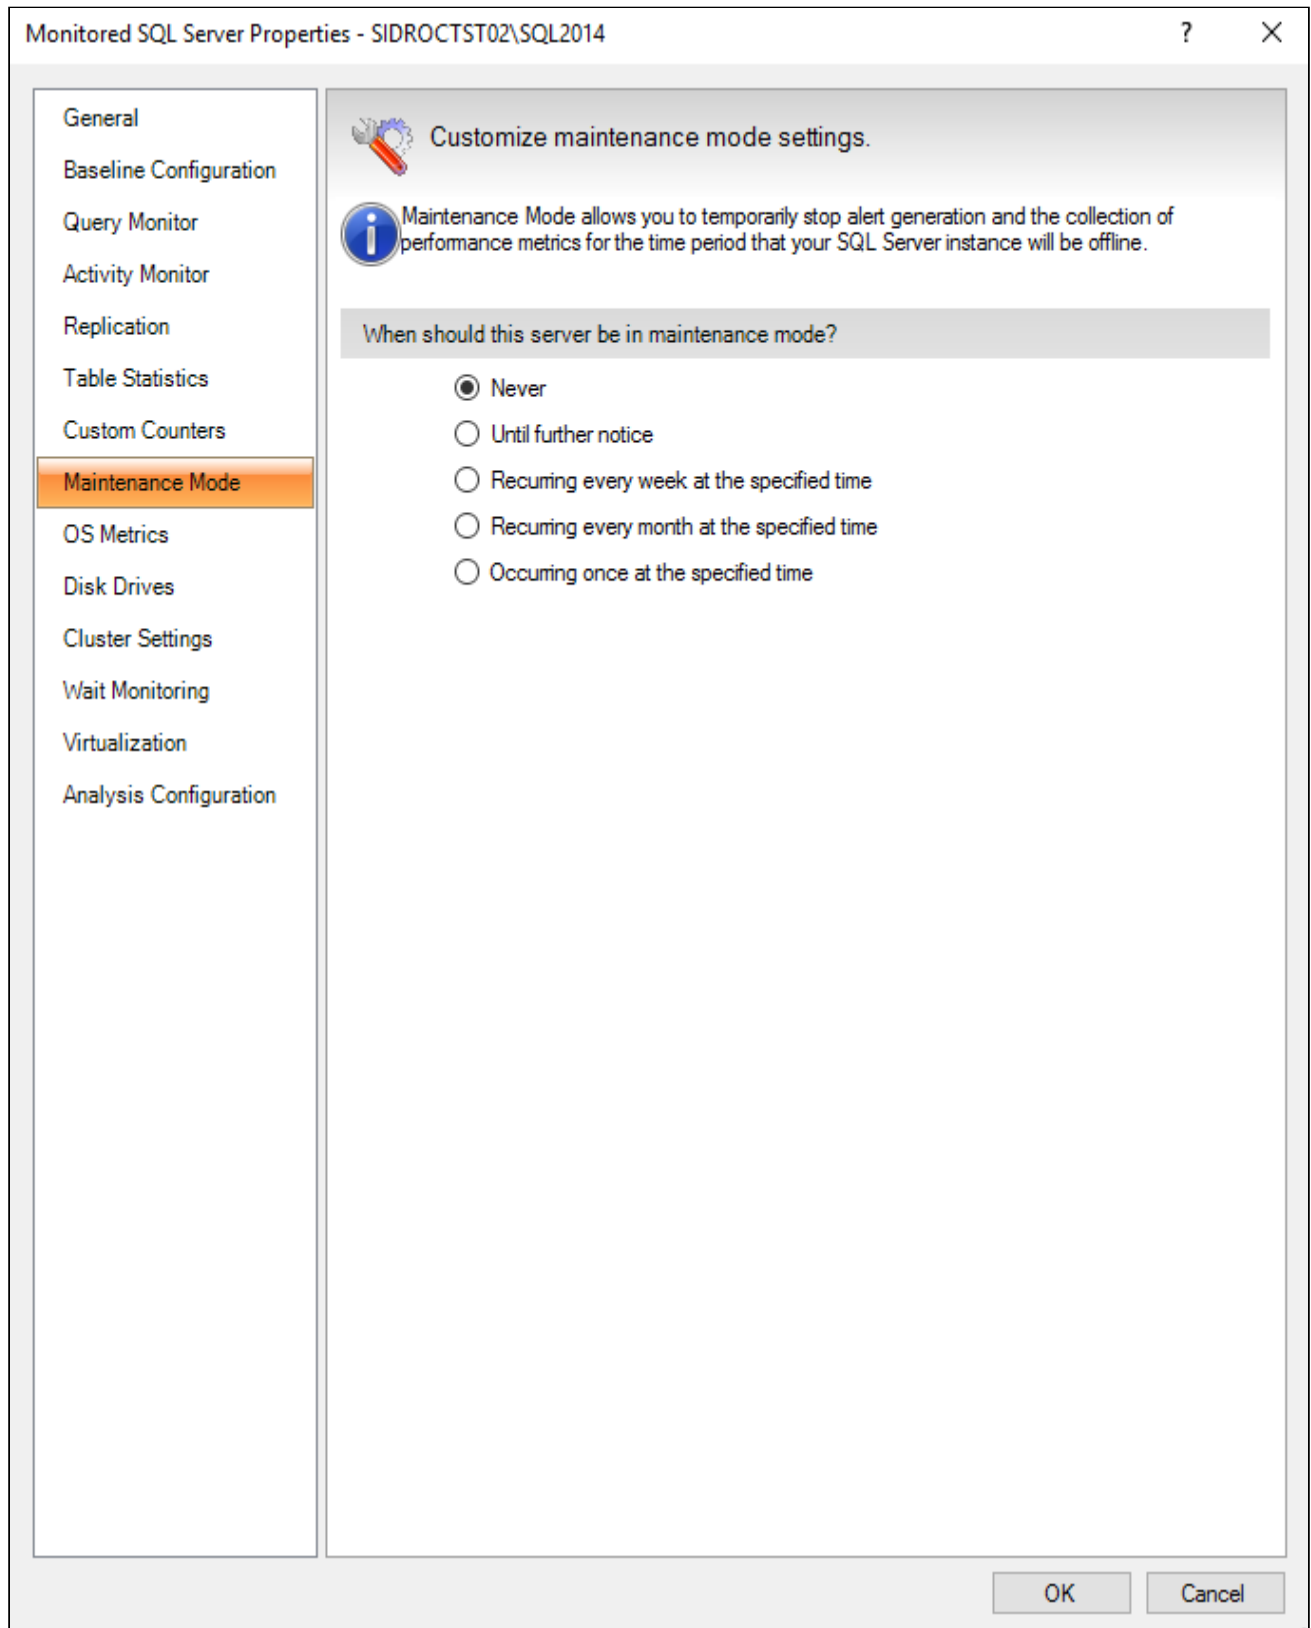 Monitored SQL Server Properties - SIDROCTST02\SQL2014
?
General
Baseline Configuration
Query Monitor
Activity Monitor
Replication
Table Statistics
Custom Counters
Maintenance Mode
OS Metrics
Disk Drives
Cluster Settings
Wait Monitoring
Virtualization
Analysis Configuration
Customize maintenance mode settings.
Maintenance Mode allows you to temporarily stop alert generation and the collection of
performance metrics for the time period that your SQL Server instance will be offline.
When should this server be in maintenance mode?
Never
Until further notice
Recurring every week at the specified time
Recurring every month at the specified time
Occurring once at the specified time
OK
Cancel